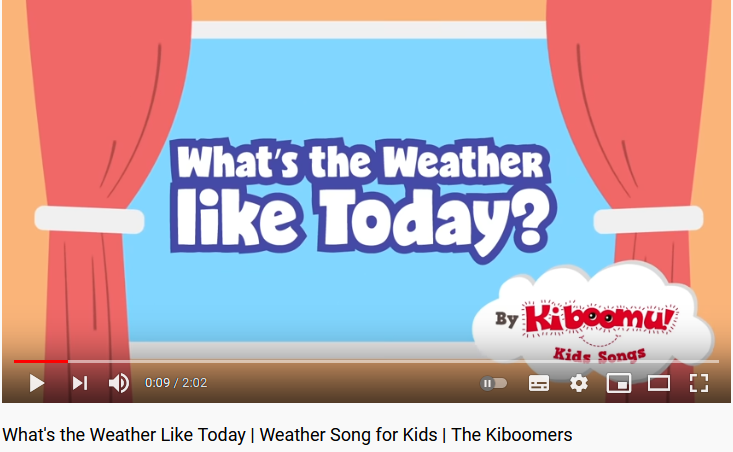 What's the Weather
like Today?
By Kiboomu!
Kids Songs
0:09 / 2:02
What's the Weather Like Today | Weather Song for Kids | The Kiboomers